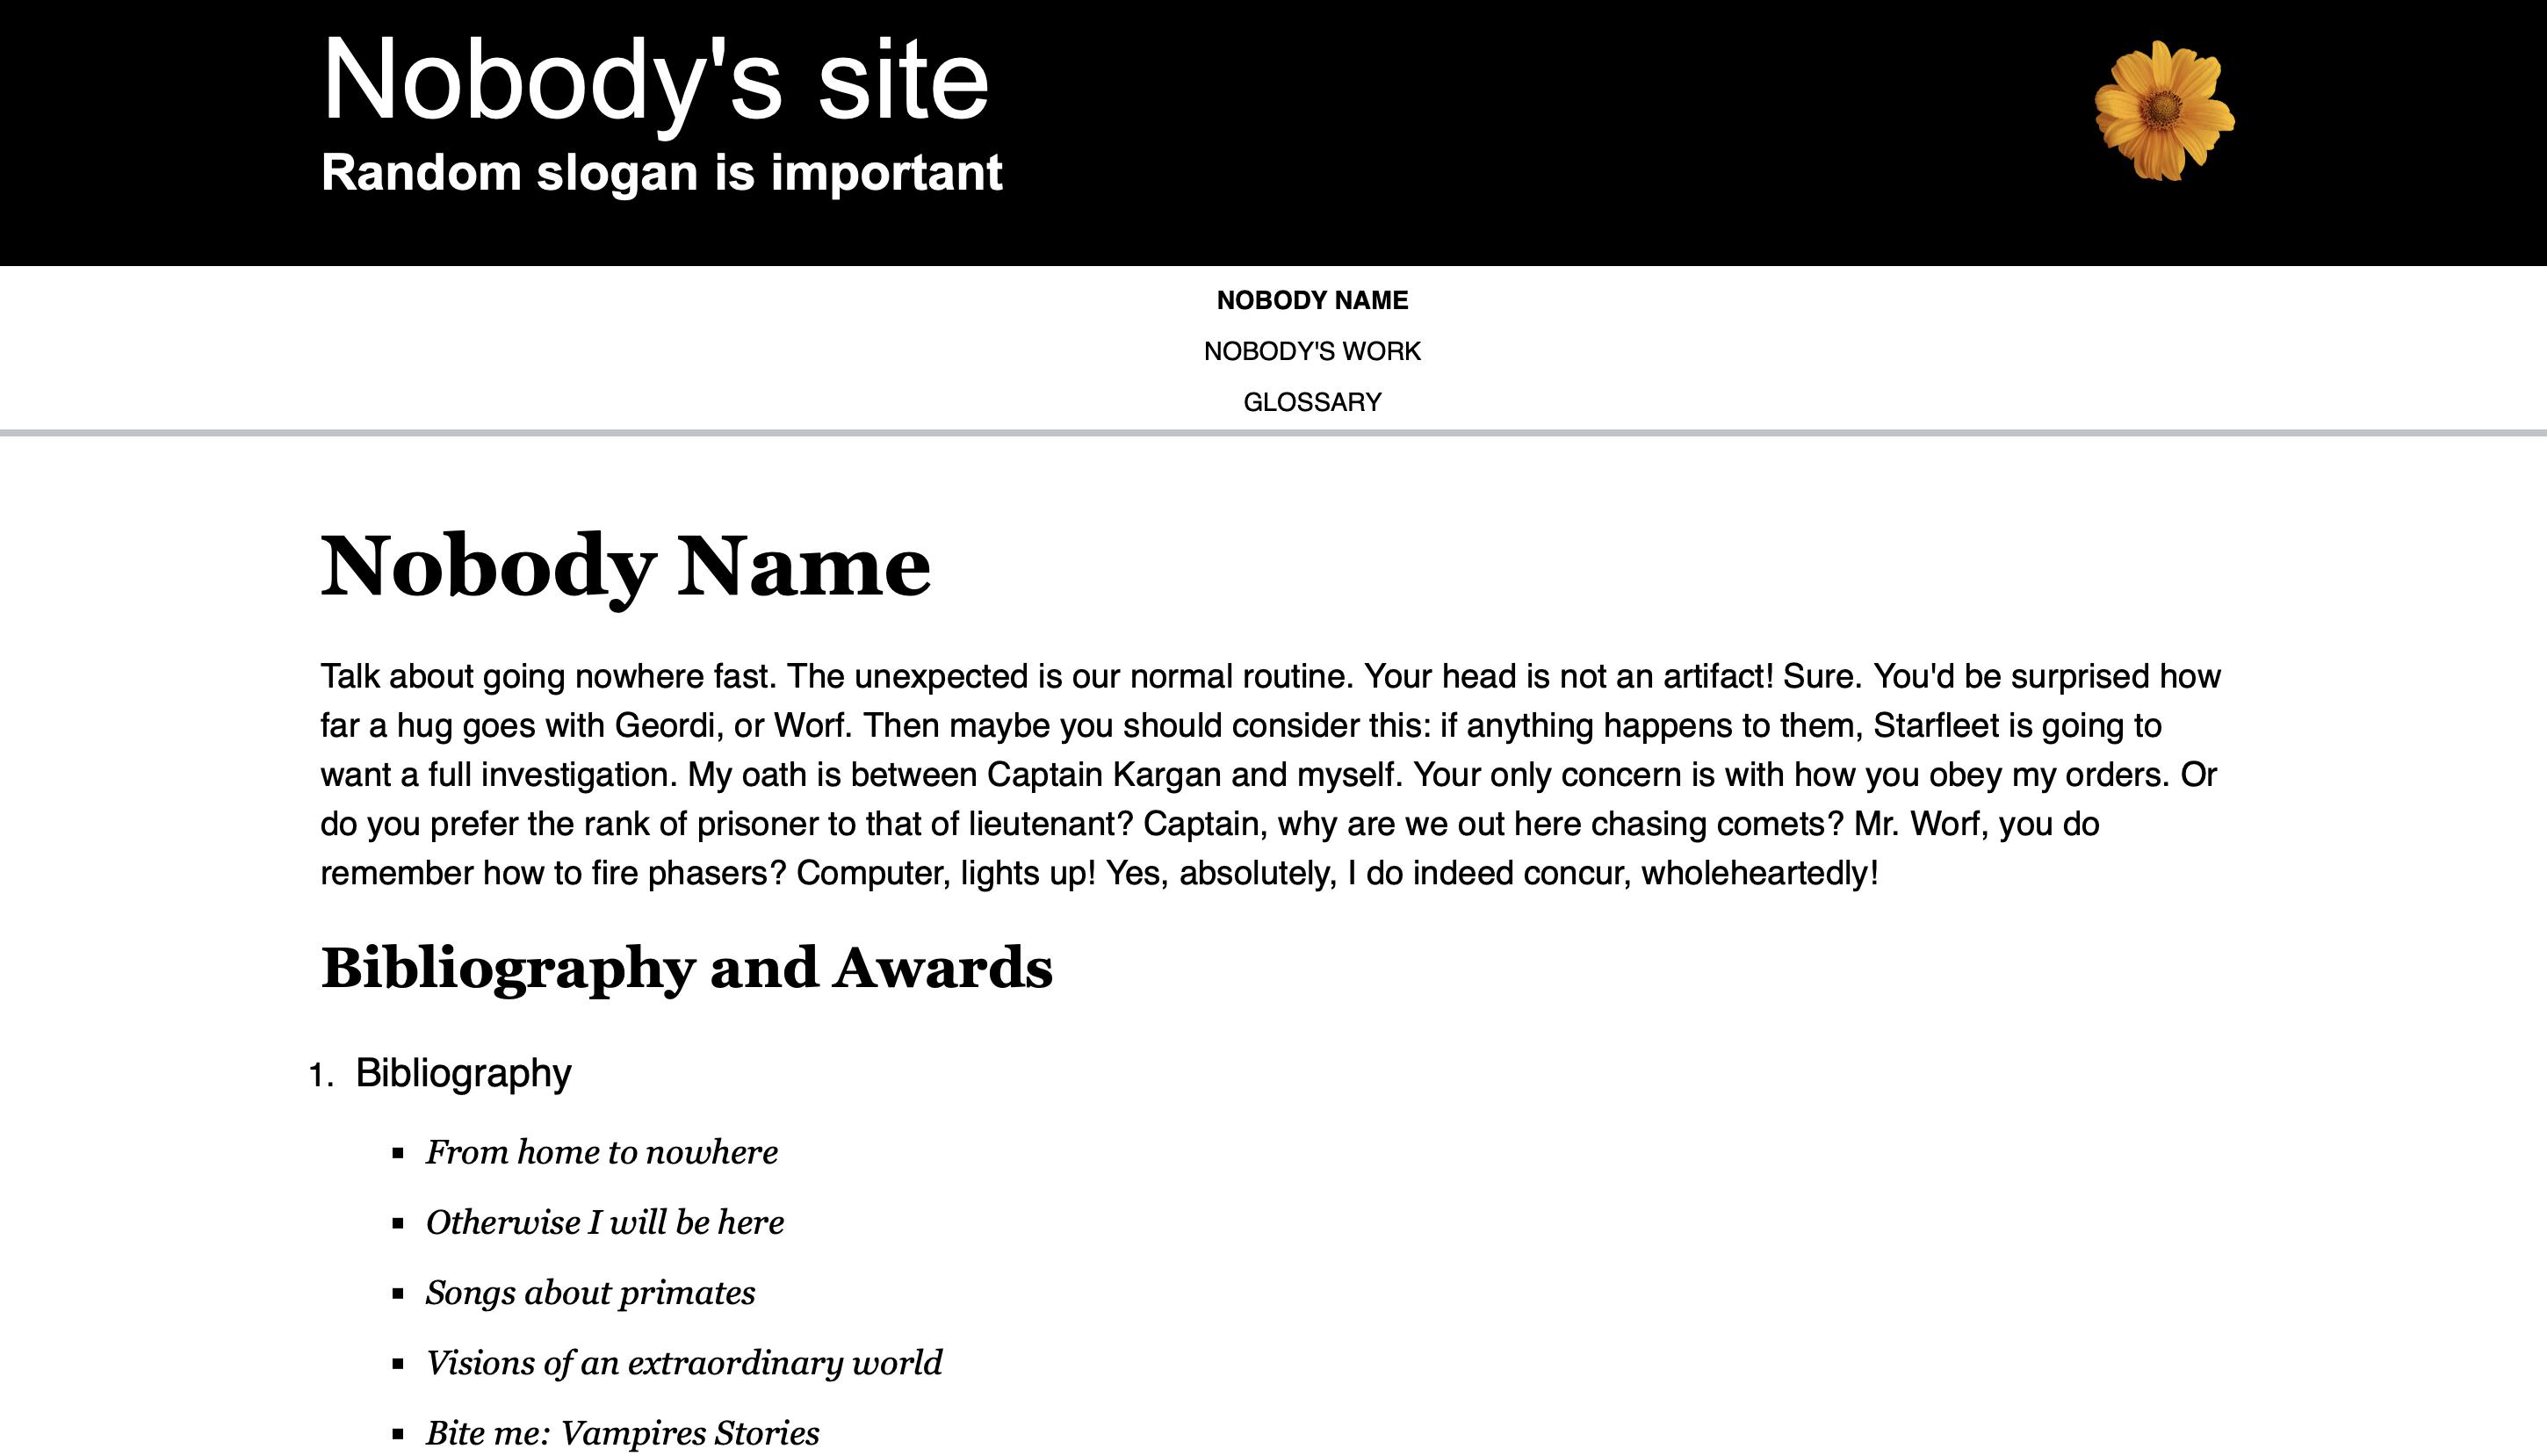 Nobody's site
Random slogan is important
NOBODY NAME
NOBODY'S WORK
GLOSSARY
Nobody Name
Talk about going nowhere fast. The unexpected is our normal routine. Your head is not an artifact! Sure. You'd be surprised how
far a hug goes with Geordi, or Worf. Then maybe you should consider this: if anything happens to them, Starfleet is going to
want a full investigation. My oath is between Captain Kargan and myself. Your only concern is with how you obey my orders. Or
do you prefer the rank of prisoner to that of lieutenant? Captain, why are we out here chasing comets? Mr. Worf, you do
remember how to fire phasers? Computer, lights up! Yes, absolutely, I do indeed concur, wholeheartedly!
Bibliography and Awards
1. Bibliography
▪ From home to nowhere
▪ Otherwise I will be here
▪ Songs about primates
▪ Visions of an extraordinary world
▪ Bite me: Vampires Stories